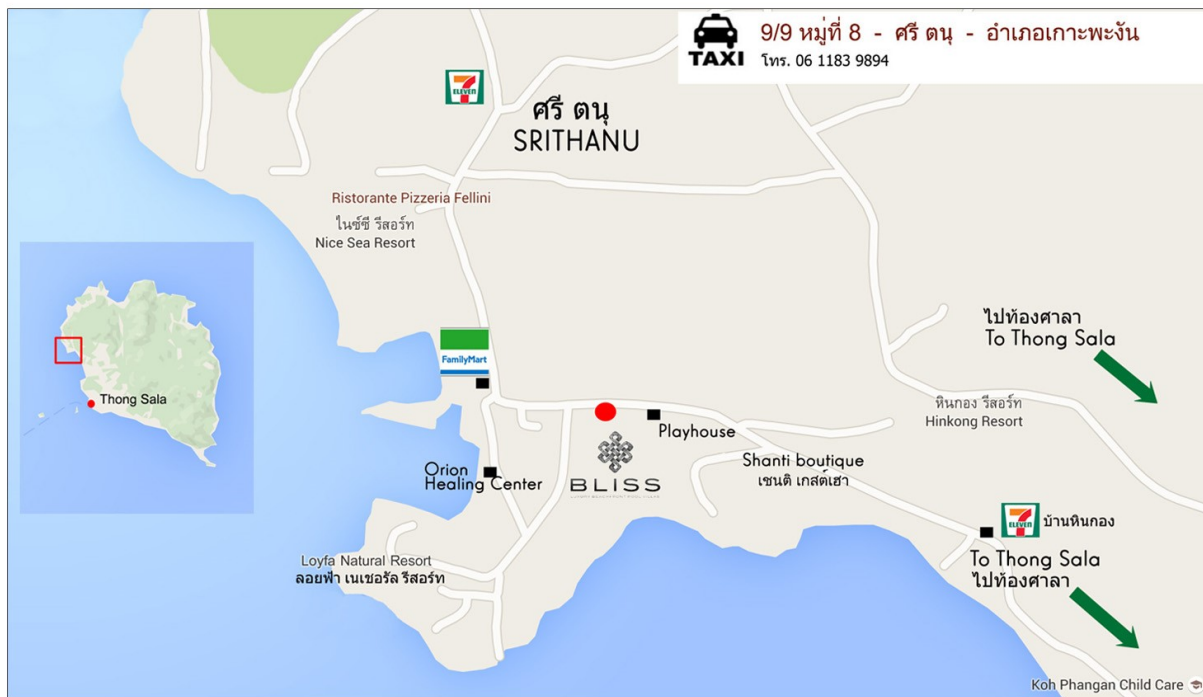 TAXI
9/9 หมู่ที่ 8 - ศรี ตนุ - อำเภอเกาะพะงัน
โทร. 06 1183 9894
7
ELEVEN
ศรี ตนุ
SRITHANU
Ristorante Pizzeria Fellini
ไนซ์ซี รีสอร์ท
Nice Sea Resort
ไปท้องศาลา
To Thong Sala
FamilyMart
Thong Sala
หินกอง รีสอร์ท
Hinkong Resort
Playhouse
Shanti boutique
เชนติ เกสต์เฮา
Orion
Healing Center
BLISS
7
ELEVEN
บ้านหินกอง
Loyfa Natural Resort
ลอยฟ้า เนเชอรัล รีสอร์ท
To Thong Sala
ไปท้องศาลา
Koh Phangan Child Care